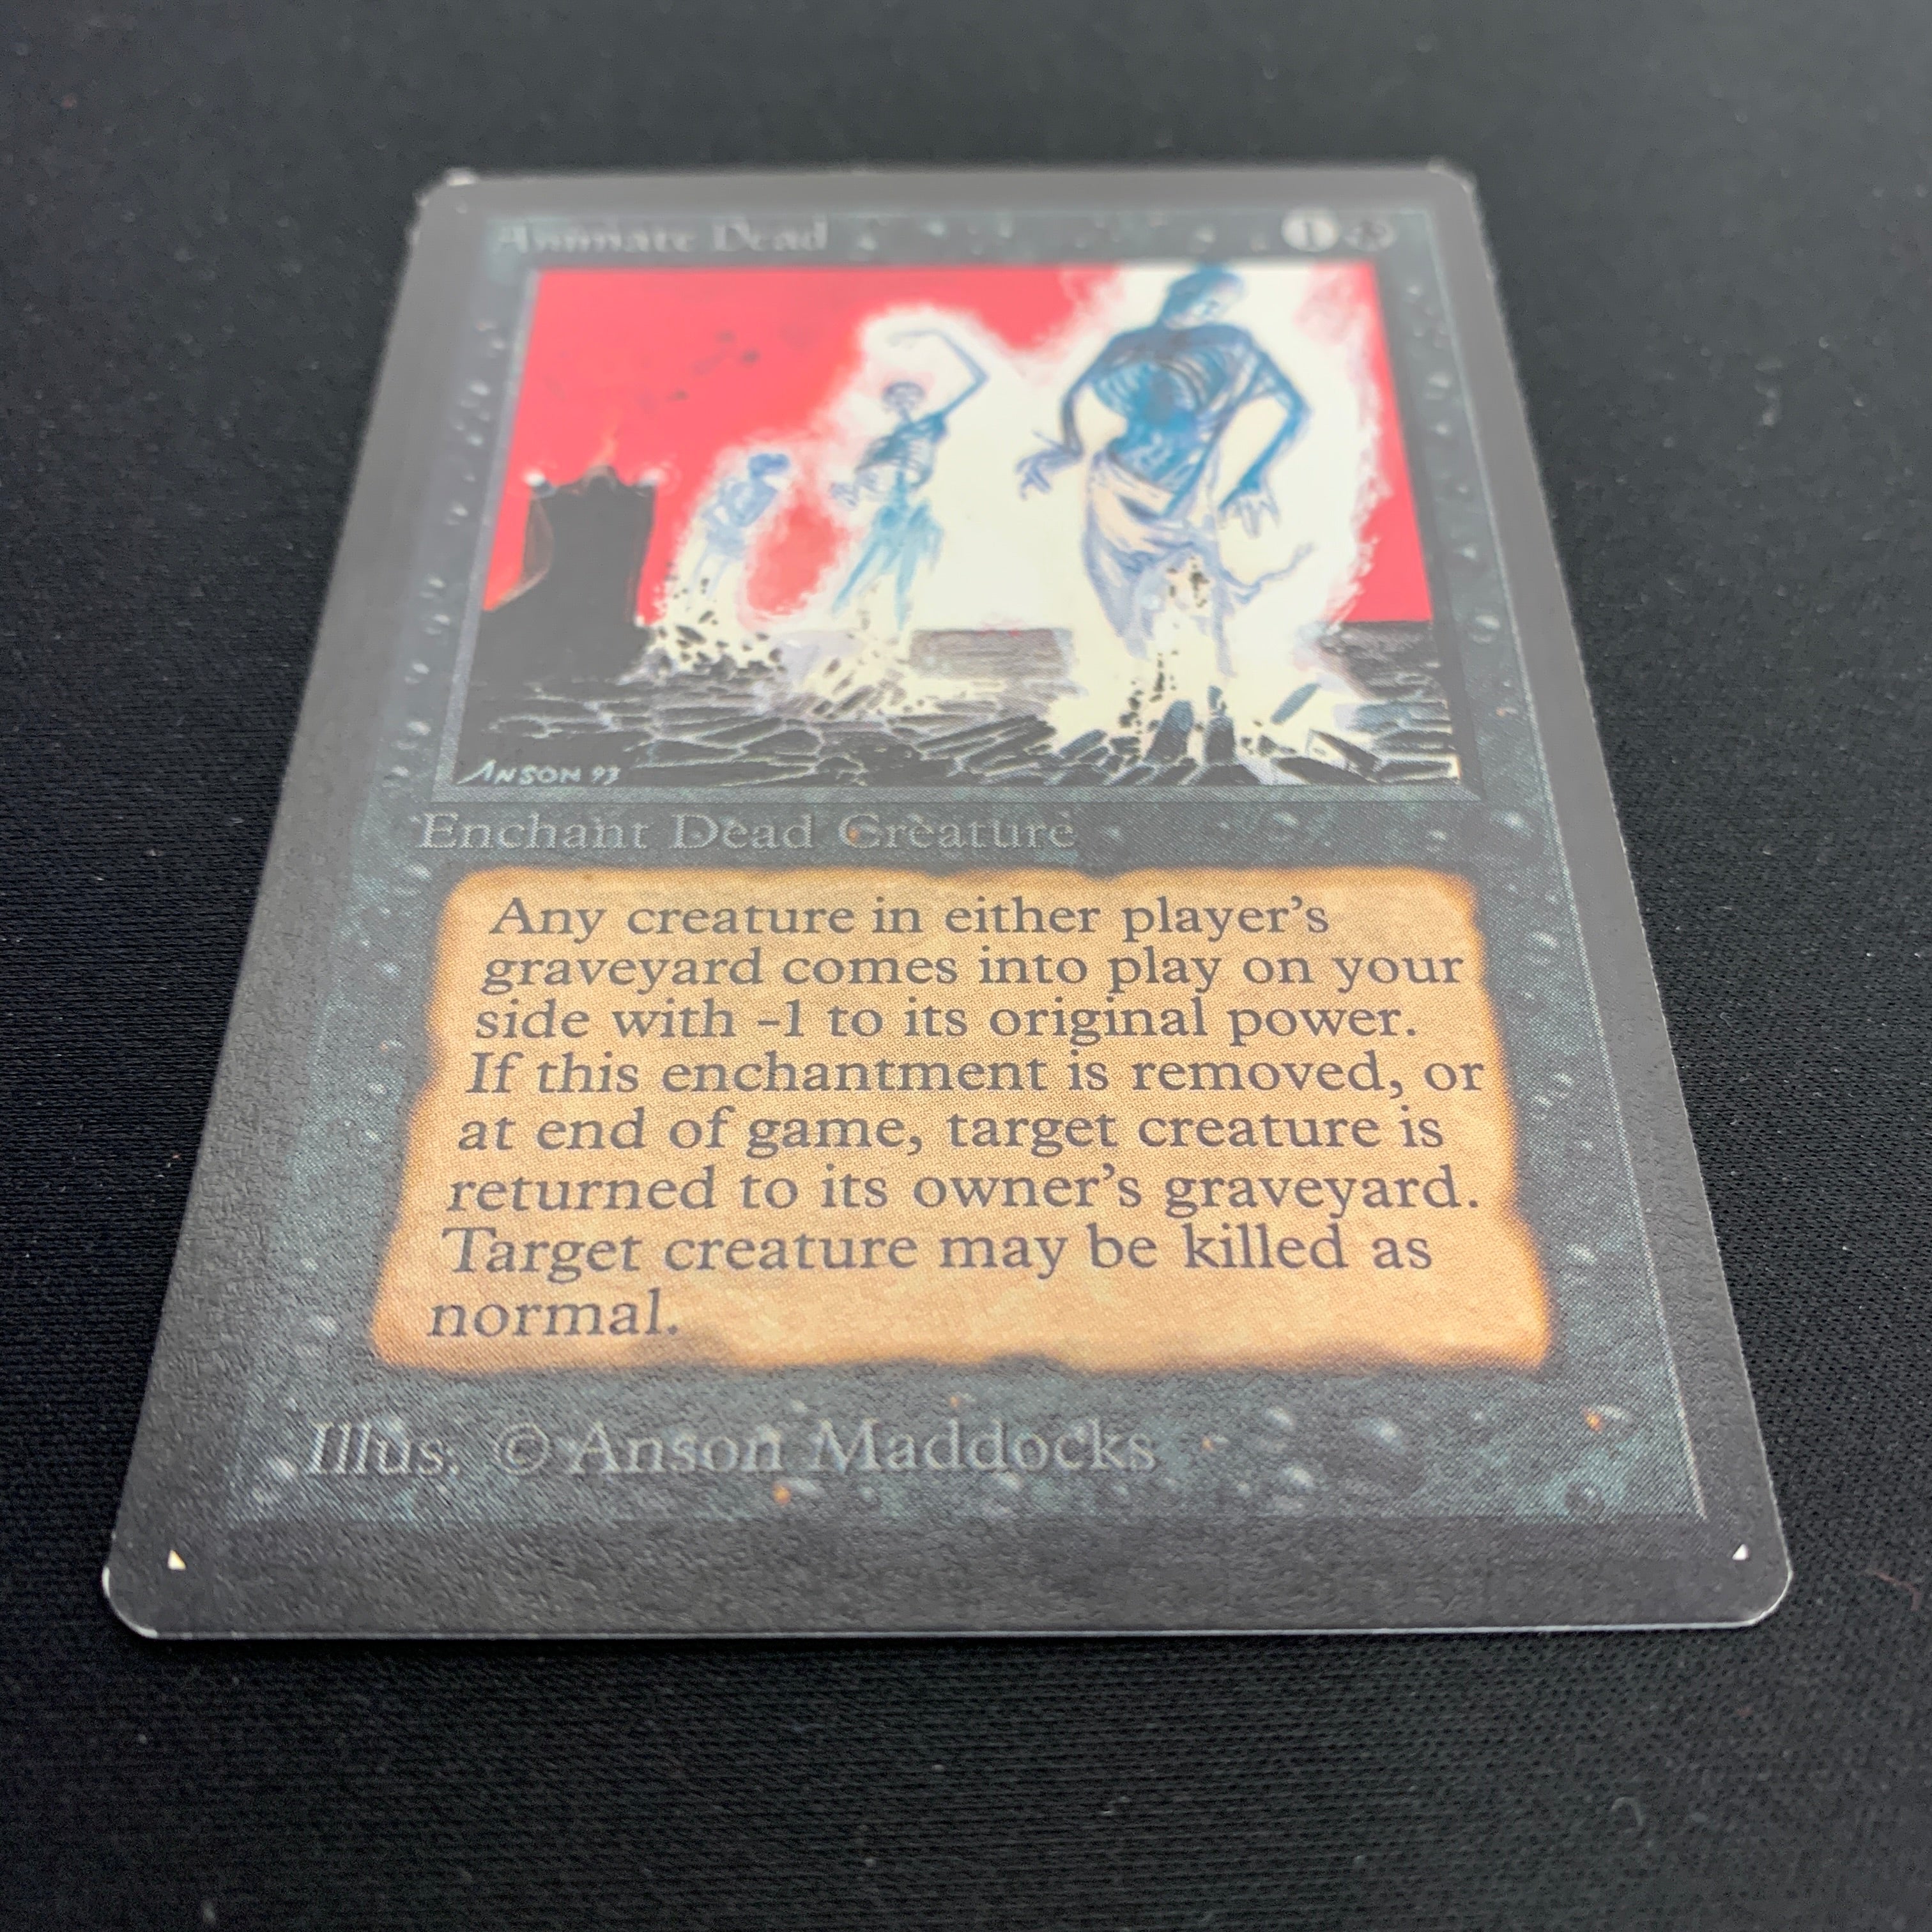 Animate Dead 1
ANSON 93
Enchant Dead Creature
Any creature in either player's
graveyard comes into play on your
side with -1 to its original power.
If this enchantment is removed, or
at end of game, target creature is
returned to its owner's graveyard.
Target creature may be killed as
normal.
Illus. © Anson Maddocks